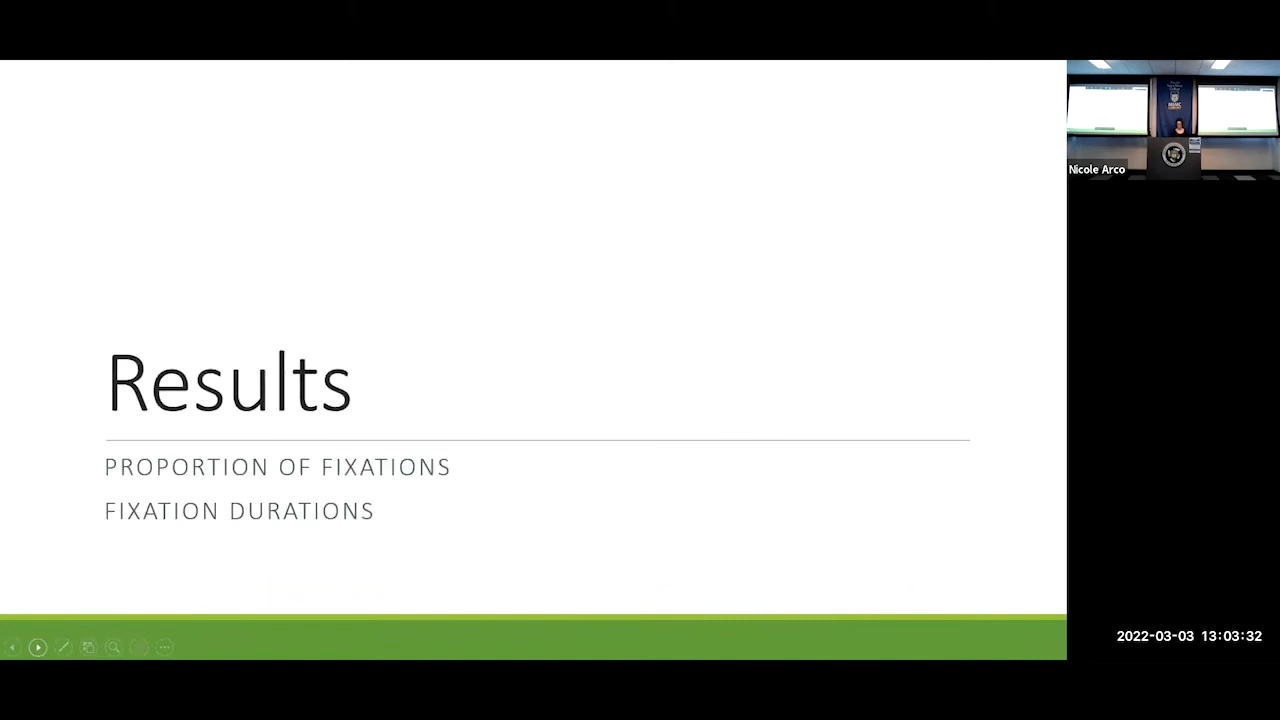 Results
PROPORTION OF FIXATIONS
FIXATION DURATIONS
Nicole Arco
2022-03-03 13:03:32